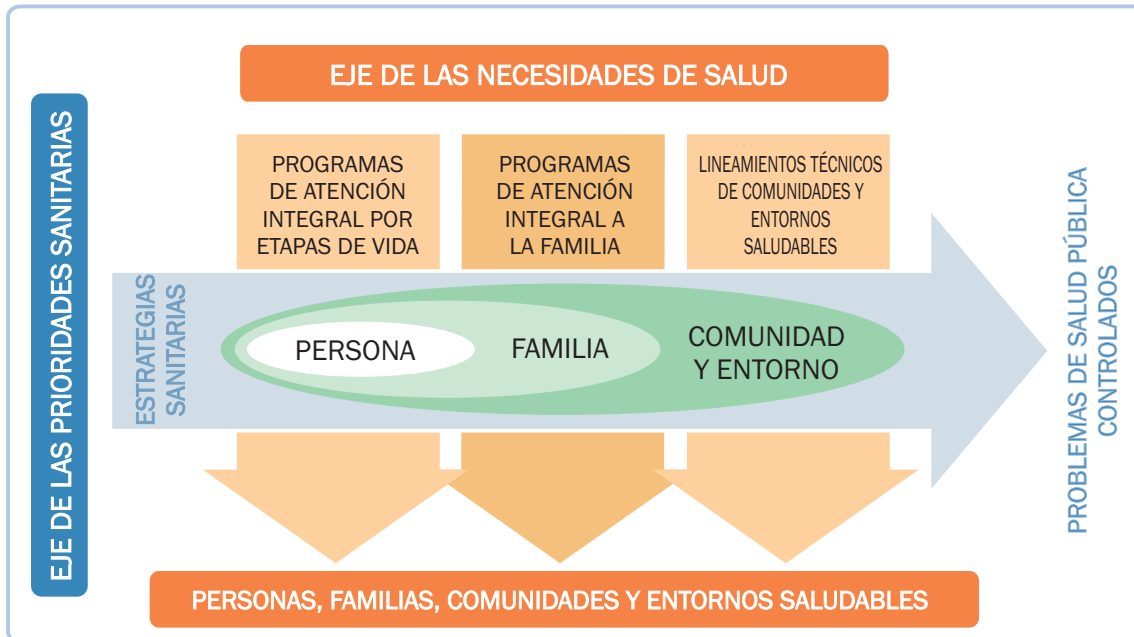 EJE DE LAS NECESIDADES DE SALUD
EJE DE LAS PRIORIDADES SANITARIAS
PROGRAMAS
DE ATENCIÓN
INTEGRAL POR
ETAPAS DE VIDA
PROGRAMAS
DE ATENCIÓN
INTEGRAL A
LA FAMILIA
LINEAMIENTOS TÉCNICOS
DE COMUNIDADES Y
ENTORNOS
SALUDABLES
ESTRATEGIAS
SANITARIAS
PERSONA
FAMILIA
COMUNIDAD
Y ENTORNO
PROBLEMAS DE SALUD PÚBLICA
CONTROLADOS
PERSONAS, FAMILIAS, COMUNIDADES Y ENTORNOS SALUDABLES